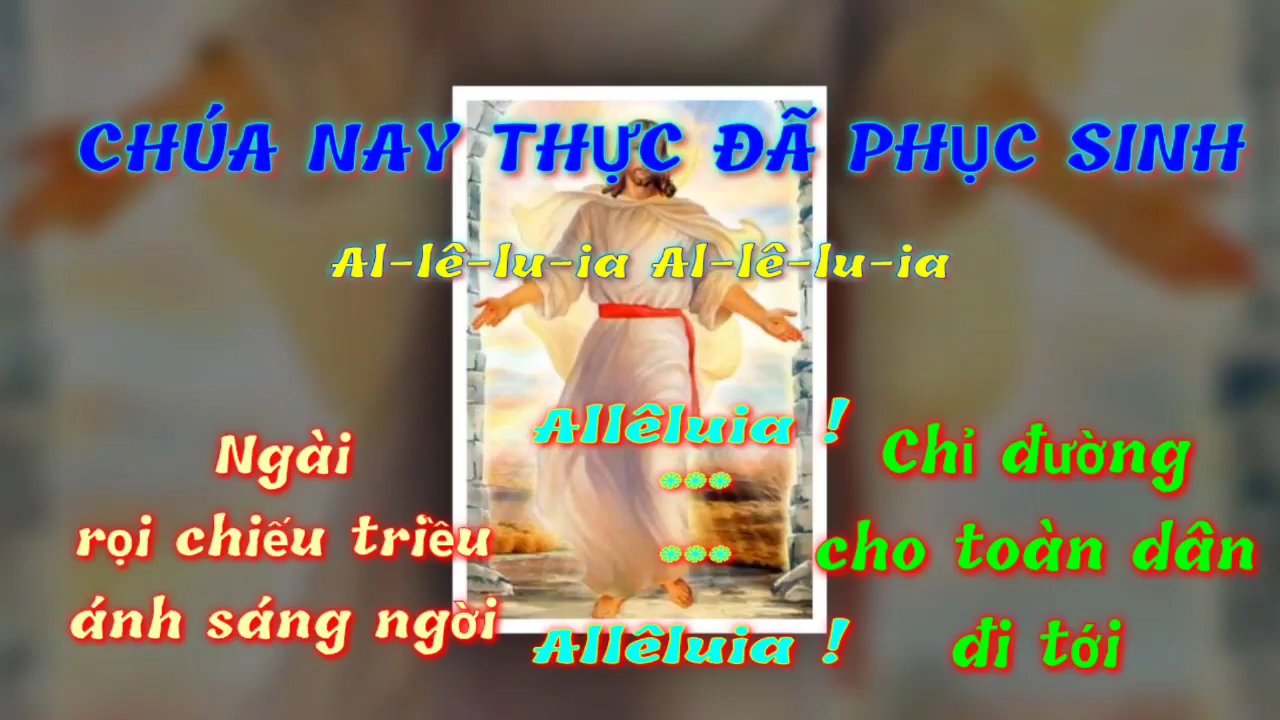 CHÚA NAY THỰC ĐÃ PHỤC SINH
Al-lê-lu-ia Al-lê-lu-ia
Ngài
rọi chiếu triều
ánh sáng ngời
Allêluia !
***
***
Allêluia !
Chỉ đường
cho toàn dân
đi tới